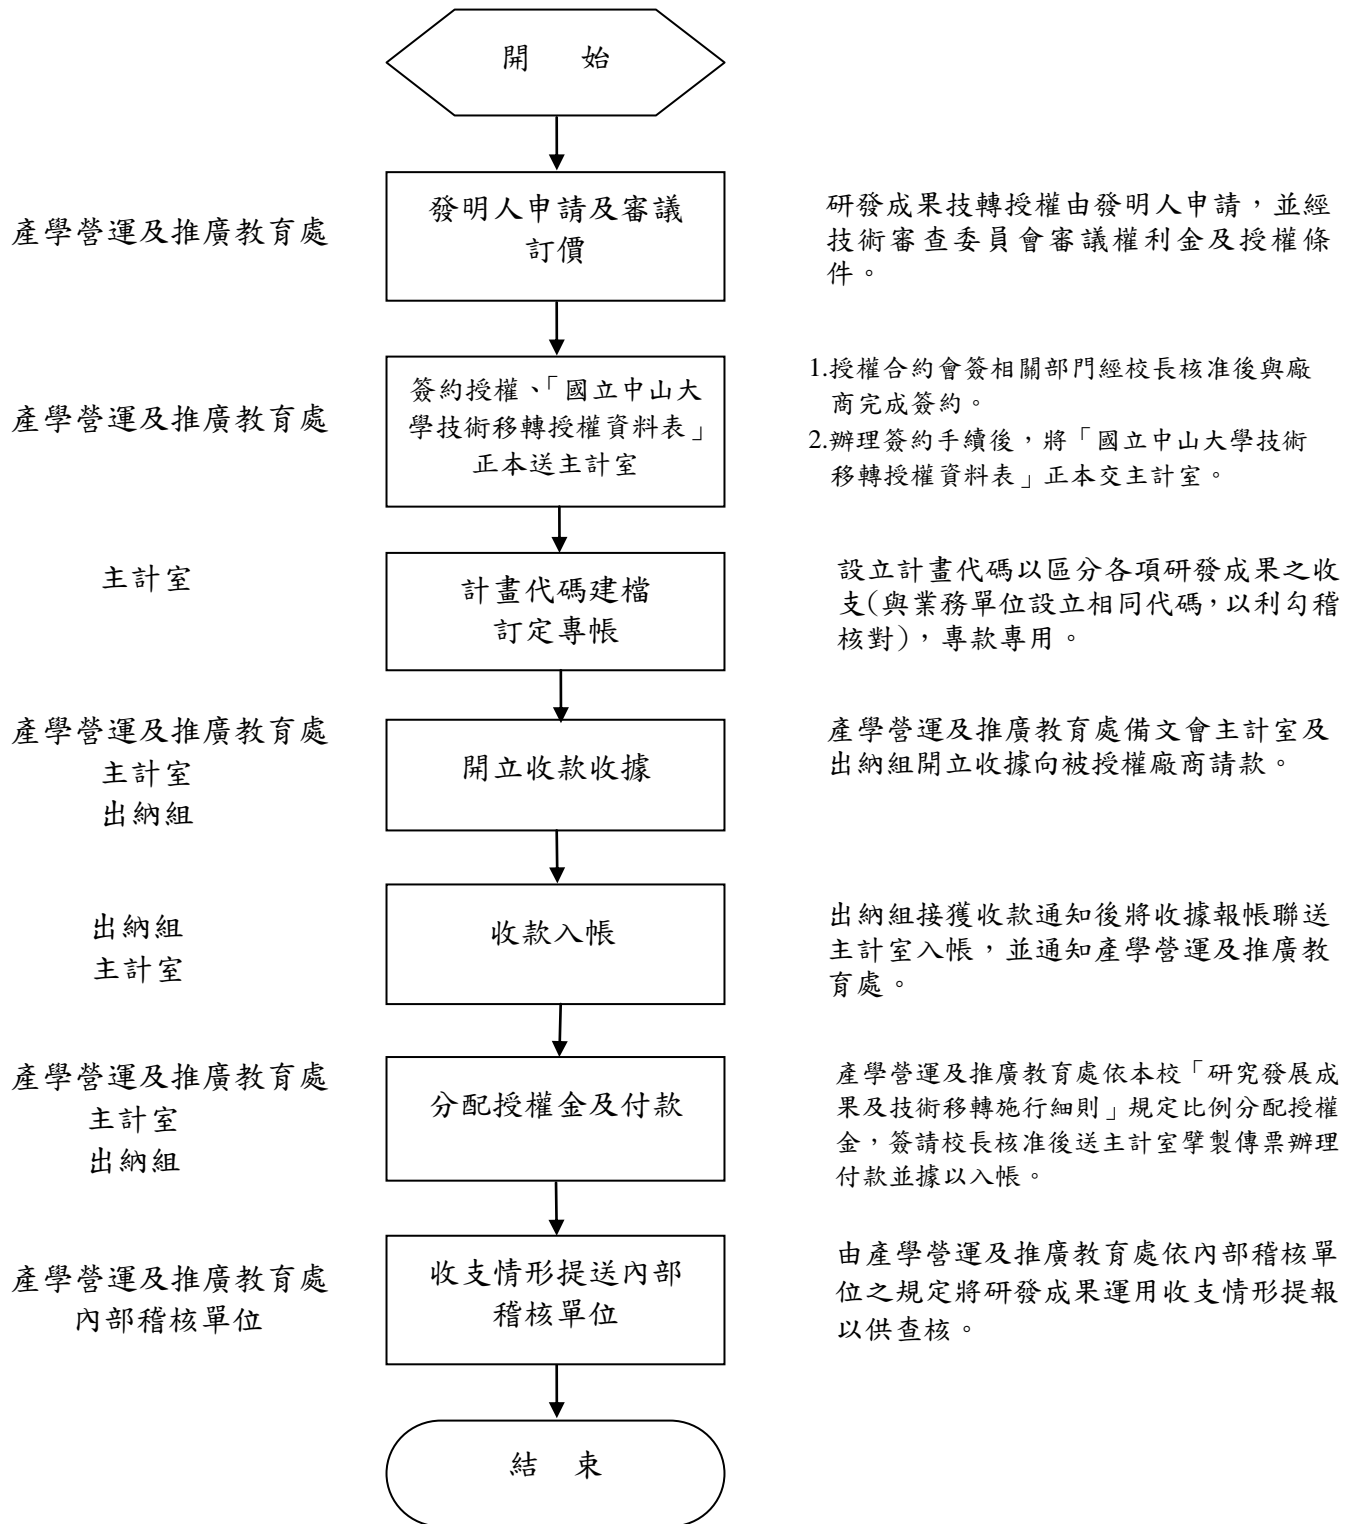 開 始
產學營運及推廣教育處
發明人申請及審議
訂價
研發成果技轉授權由發明人申請，並經
技術審查委員會審議權利金及授權條
件。
產學營運及推廣教育處
簽約授權、「國立中山大
學技術移轉授權資料表」
正本送主計室
1.授權合約會簽相關部門經校長核准後與廠
商完成簽約。
2.辦理簽約手續後，將「國立中山大學技術
移轉授權資料表」正本交主計室。
主計室
計畫代碼建檔
訂定專帳
設立計畫代碼以區分各項研發成果之收
支(與業務單位設立相同代碼，以利勾稽
核對)，專款專用。
產學營運及推廣教育處
主計室
出納組
開立收款收據
產學營運及推廣教育處備文會主計室及
出納組開立收據向被授權廠商請款。
出納組
主計室
收款入帳
出納組接獲收款通知後將收據報帳聯送
主計室入帳，並通知產學營運及推廣教
育處。
產學營運及推廣教育處
主計室
出納組
分配授權金及付款
產學營運及推廣教育處依本校「研究發展成
果及技術移轉施行細則」規定比例分配授權
金，簽請校長核准後送主計室擘製傳票辦理
付款並據以入帳。
產學營運及推廣教育處
內部稽核單位
收支情形提送內部
稽核單位
由產學營運及推廣教育處依內部稽核單
位之規定將研發成果運用收支情形提報
以供查核。
結 束